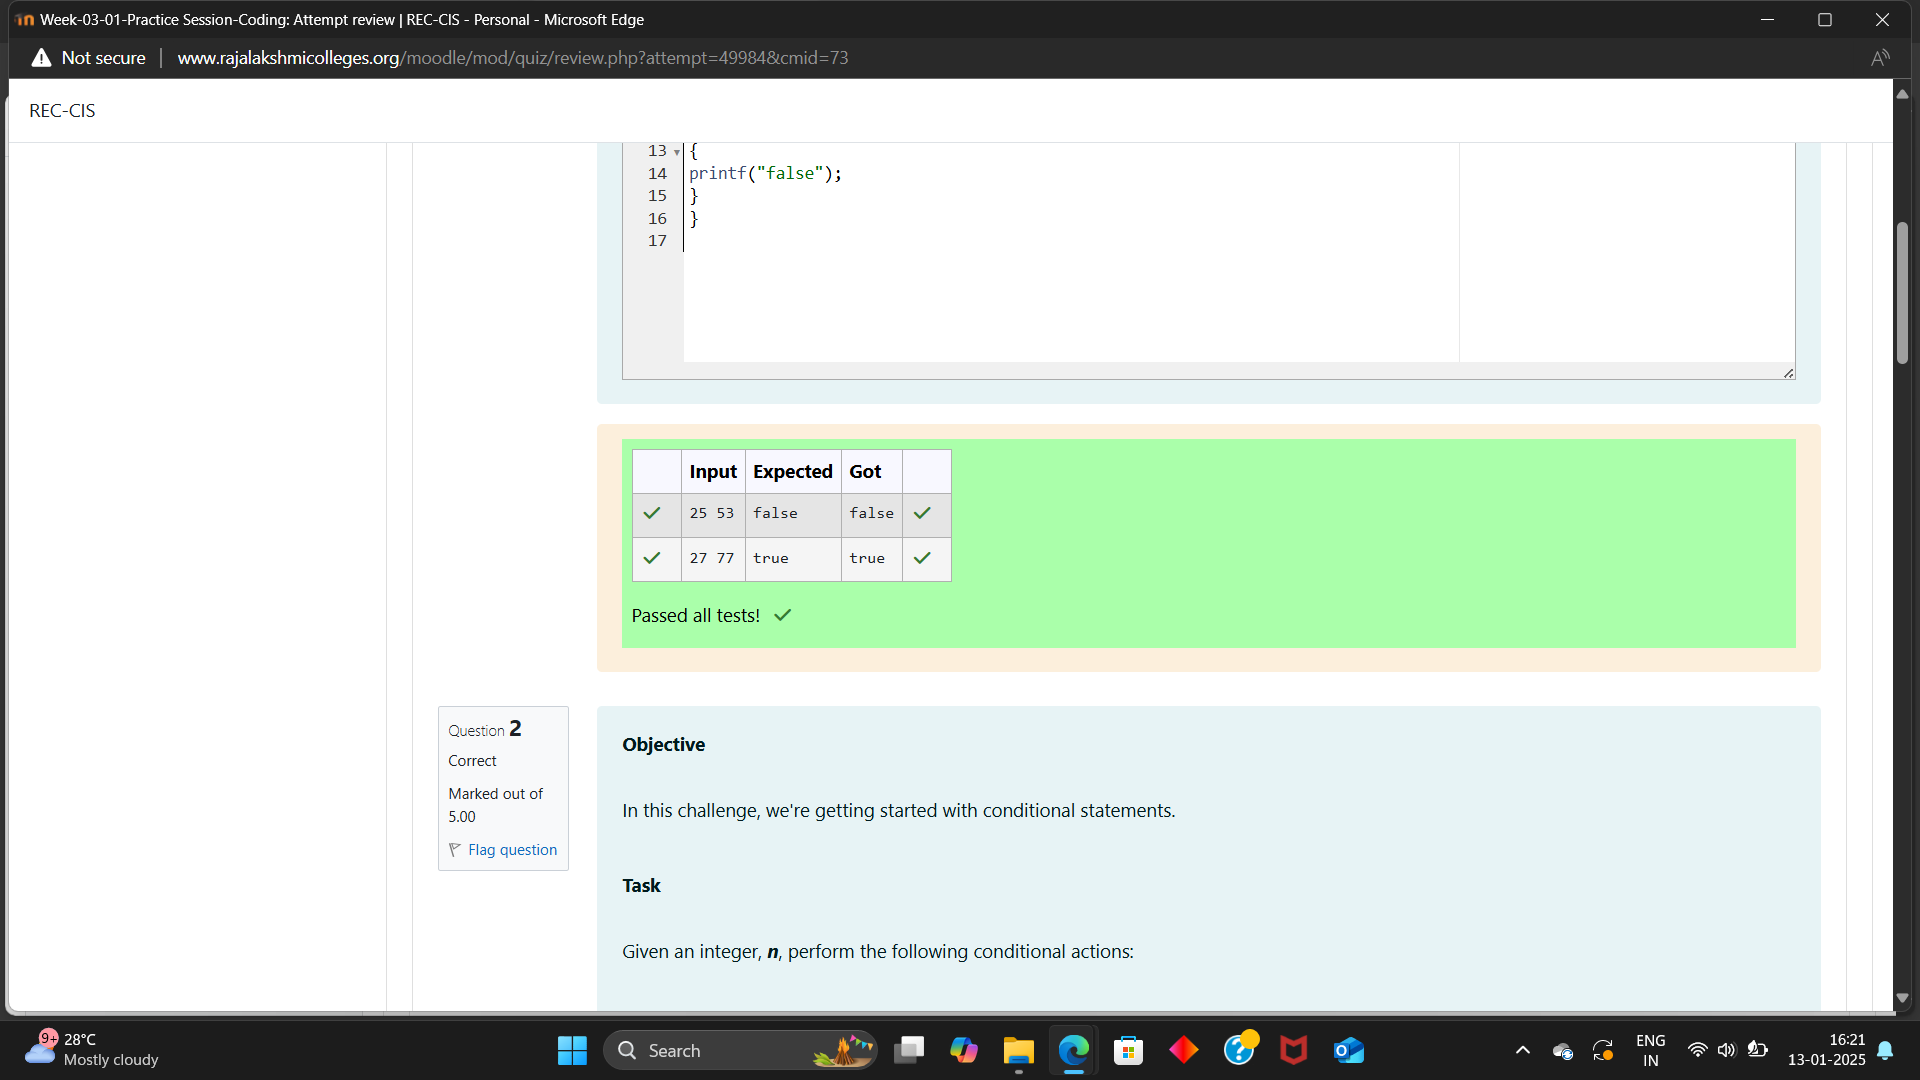 Week-03-01-Practice Session-Coding: Attempt review | REC-CIS - Personal - Microsoft Edge
Not secure
www.rajalakshmicolleges.org/moodle/mod/quiz/review.php?attempt=49984&cmid=73
REC-CIS
13 {
14 printf("false");
15 }
16 }
17
Input Expected Got
25 53 false false
27 77 true true
Passed all tests!
Question 2
Correct
Marked out of
5.00
Flag question
Objective
In this challenge, we're getting started with conditional statements.
Task
Given an integer, n, perform the following conditional actions:
9+
28°C
Mostly cloudy
Search
ENG
IN
16:21
13-01-2025